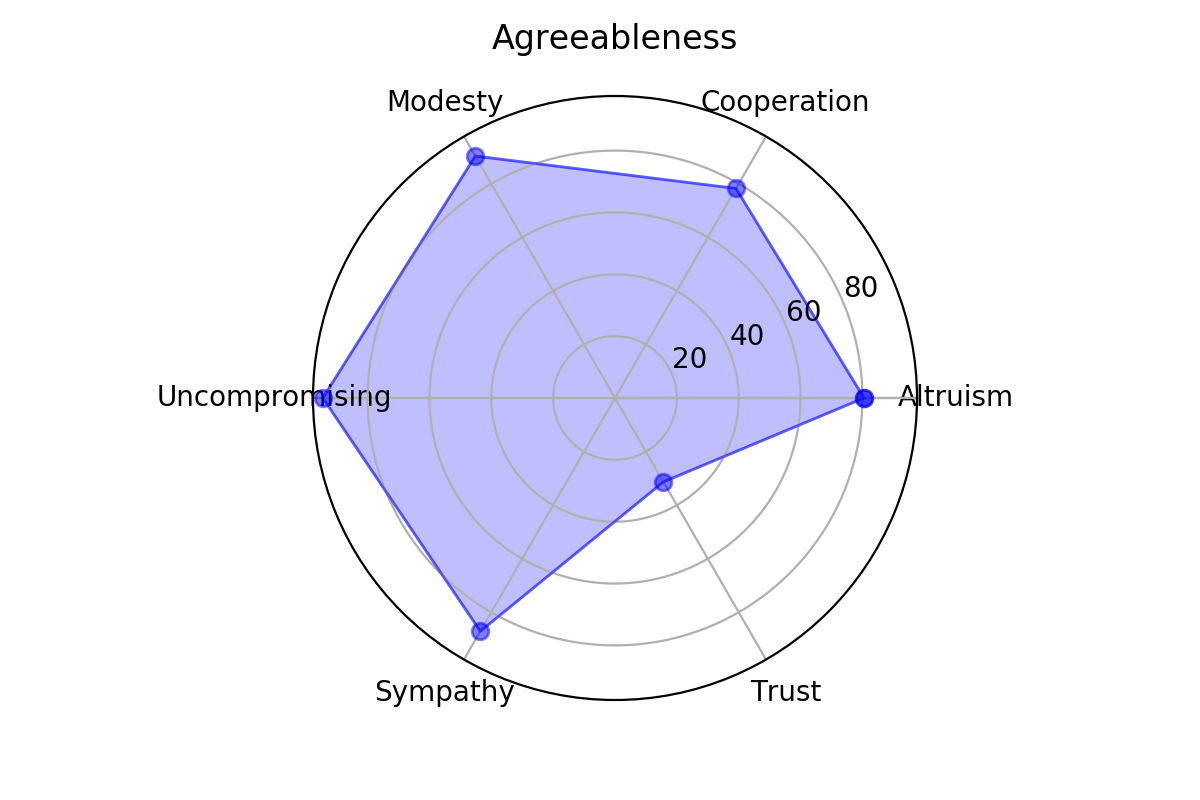 Agreeableness
Modesty
Cooperation
80
60
40
20
Uncompromising
Altruism
Sympathy
Trust